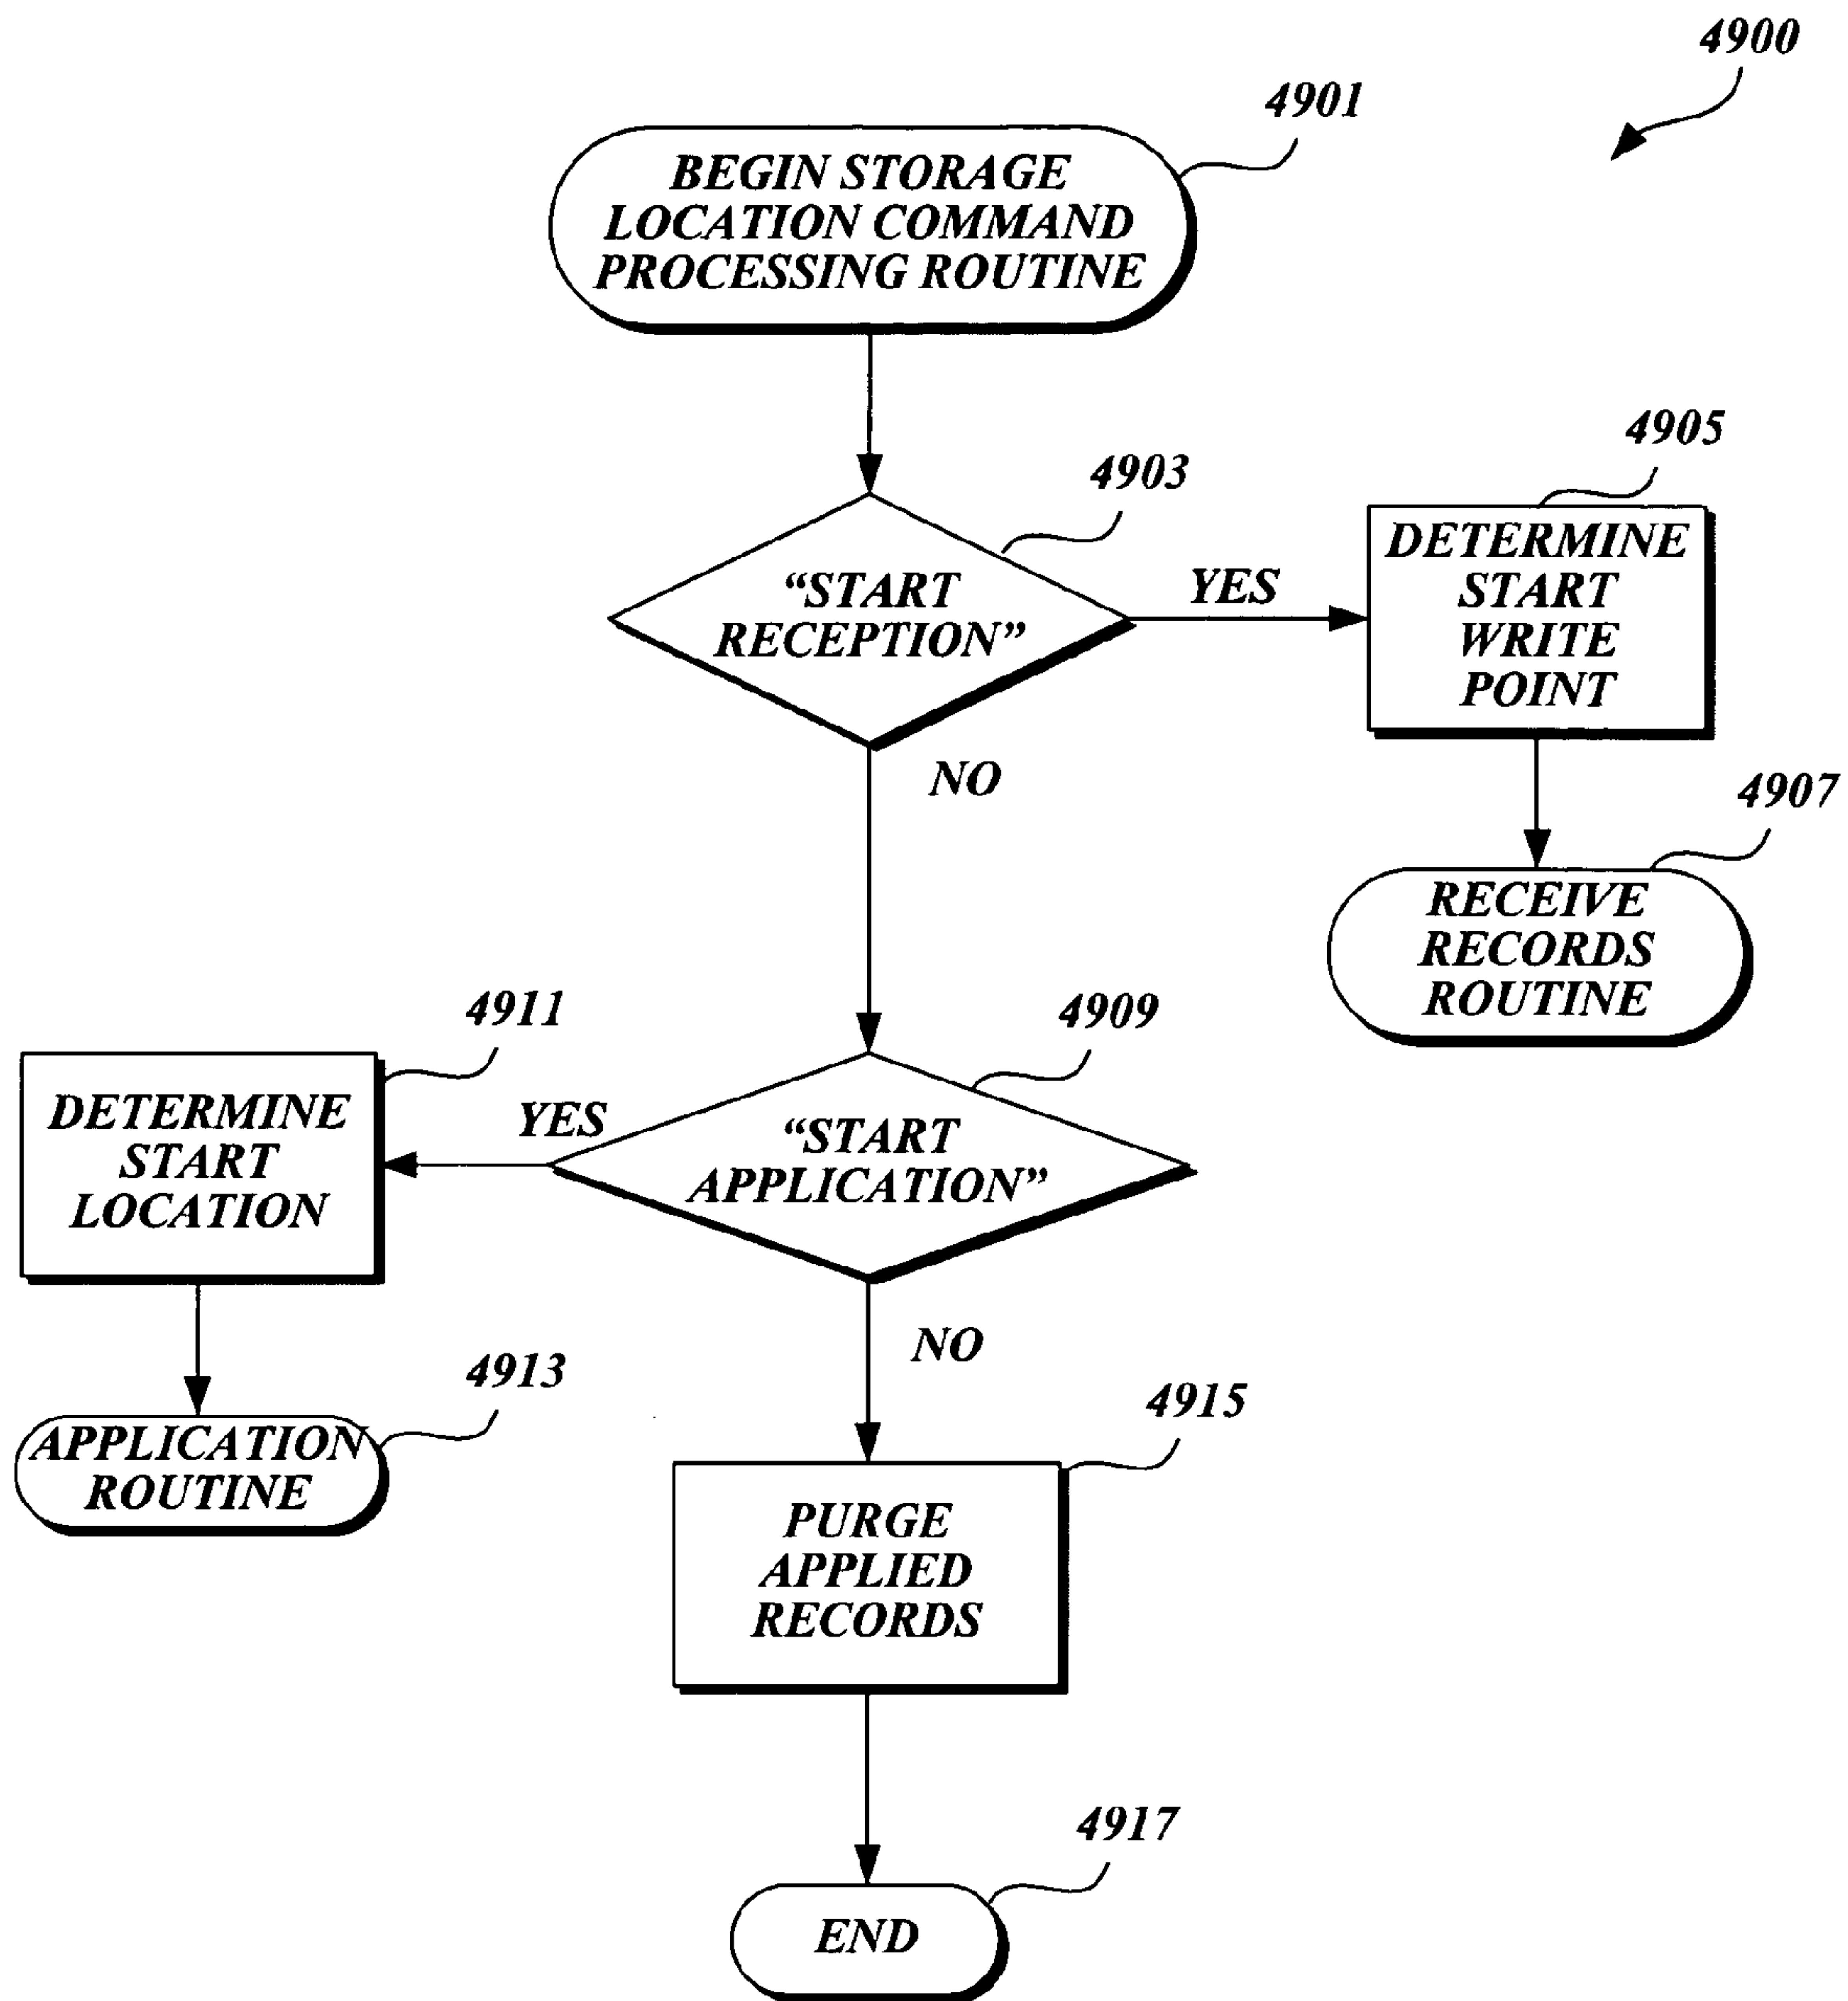 4900
4901
BEGIN STORAGE
LOCATION COMMAND
PROCESSING ROUTINE
4903
“START
RECEPTION”
YES
4905
DETERMINE
START
WRITE
POINT
NO
4907
RECEIVE
RECORDS
ROUTINE
4909
“START
APPLICATION”
YES
4911
DETERMINE
START
LOCATION
4913
APPLICATION
ROUTINE
NO
4915
PURGE
APPLIED
RECORDS
4917
END